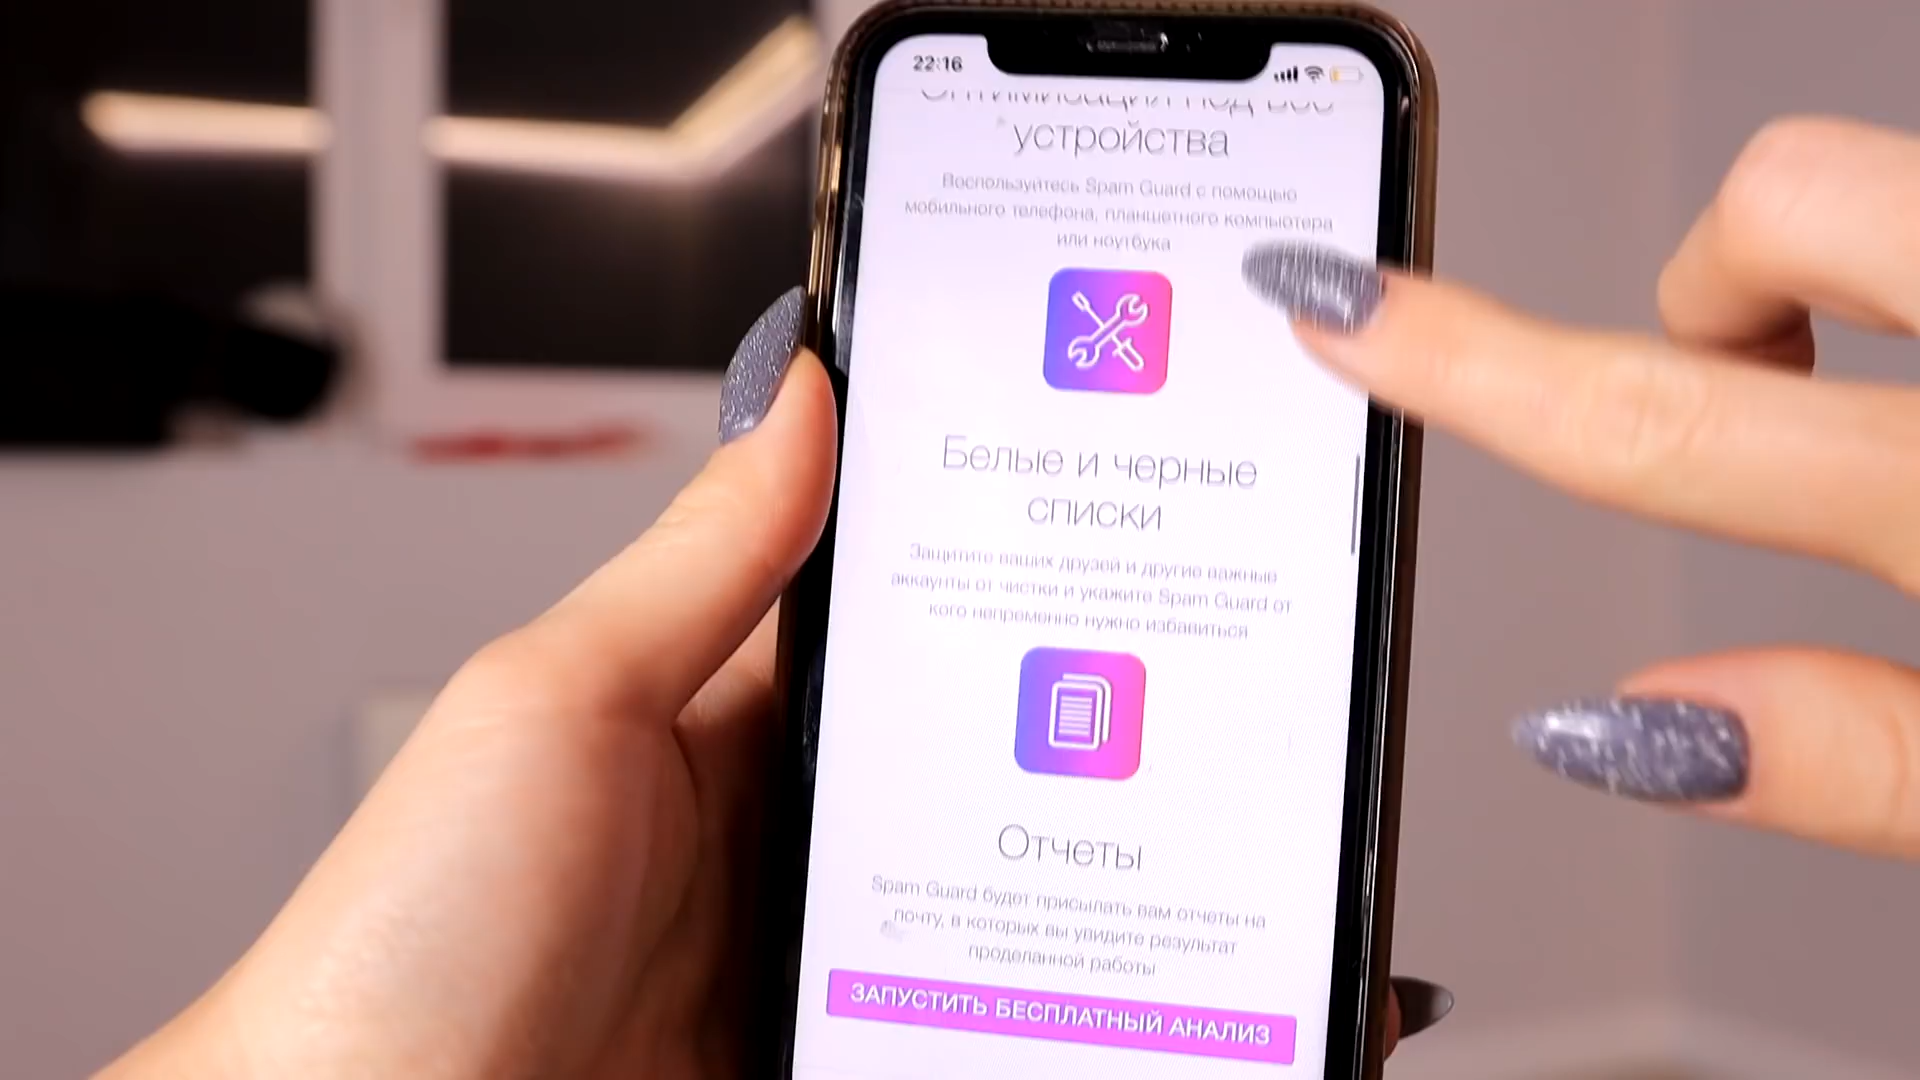 22:16
устройства
Воспользуйтесь Spam Guard с помощью
мобильного телефона, планшетного компьютера
или ноутбука
Белые и черные
списки
Защитите ваших друзей и другие важные
аккаунты от чистки и укажите Spam Guard от
кого непременно нужно избавиться
Отчеты
Spam Guard будет присылать вам отчеты на
почту, в которых вы увидите результат
проделанной работы
ЗАПУСТИТЬ БЕСПЛАТНЫЙ АНАЛИЗ